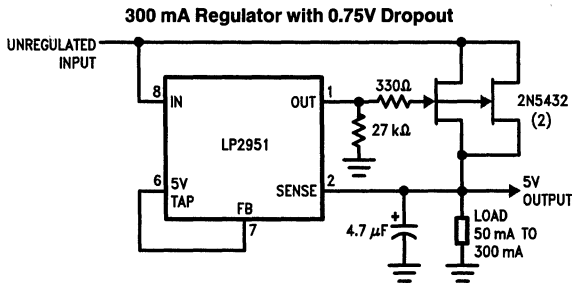 300 mA Regulator with 0.75V Dropout
UNREGULATED
INPUT
8
IN
OUT
1
330Ω
2N5432
(2)
27 kΩ
LP2951
6
5V
TAP
SENSE
2
5V
OUTPUT
FB
7
+
4.7 μF
LOAD
50 mA TO
300 mA